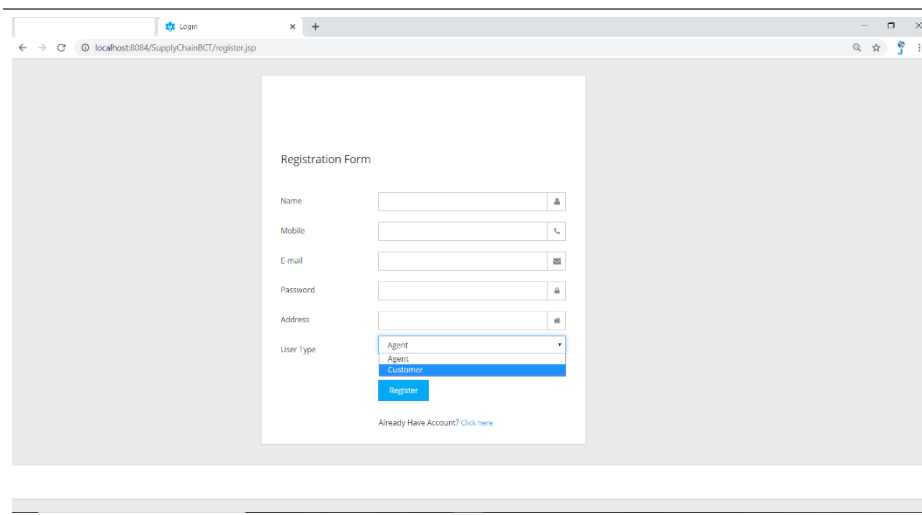 Login
localhost:8084/SupplyChainBCT/register.jsp
Registration Form
Name
Mobile
E-mail
Password
Address
User Type
Agent
Agent
Customer
Register
Already Have Account? Click here